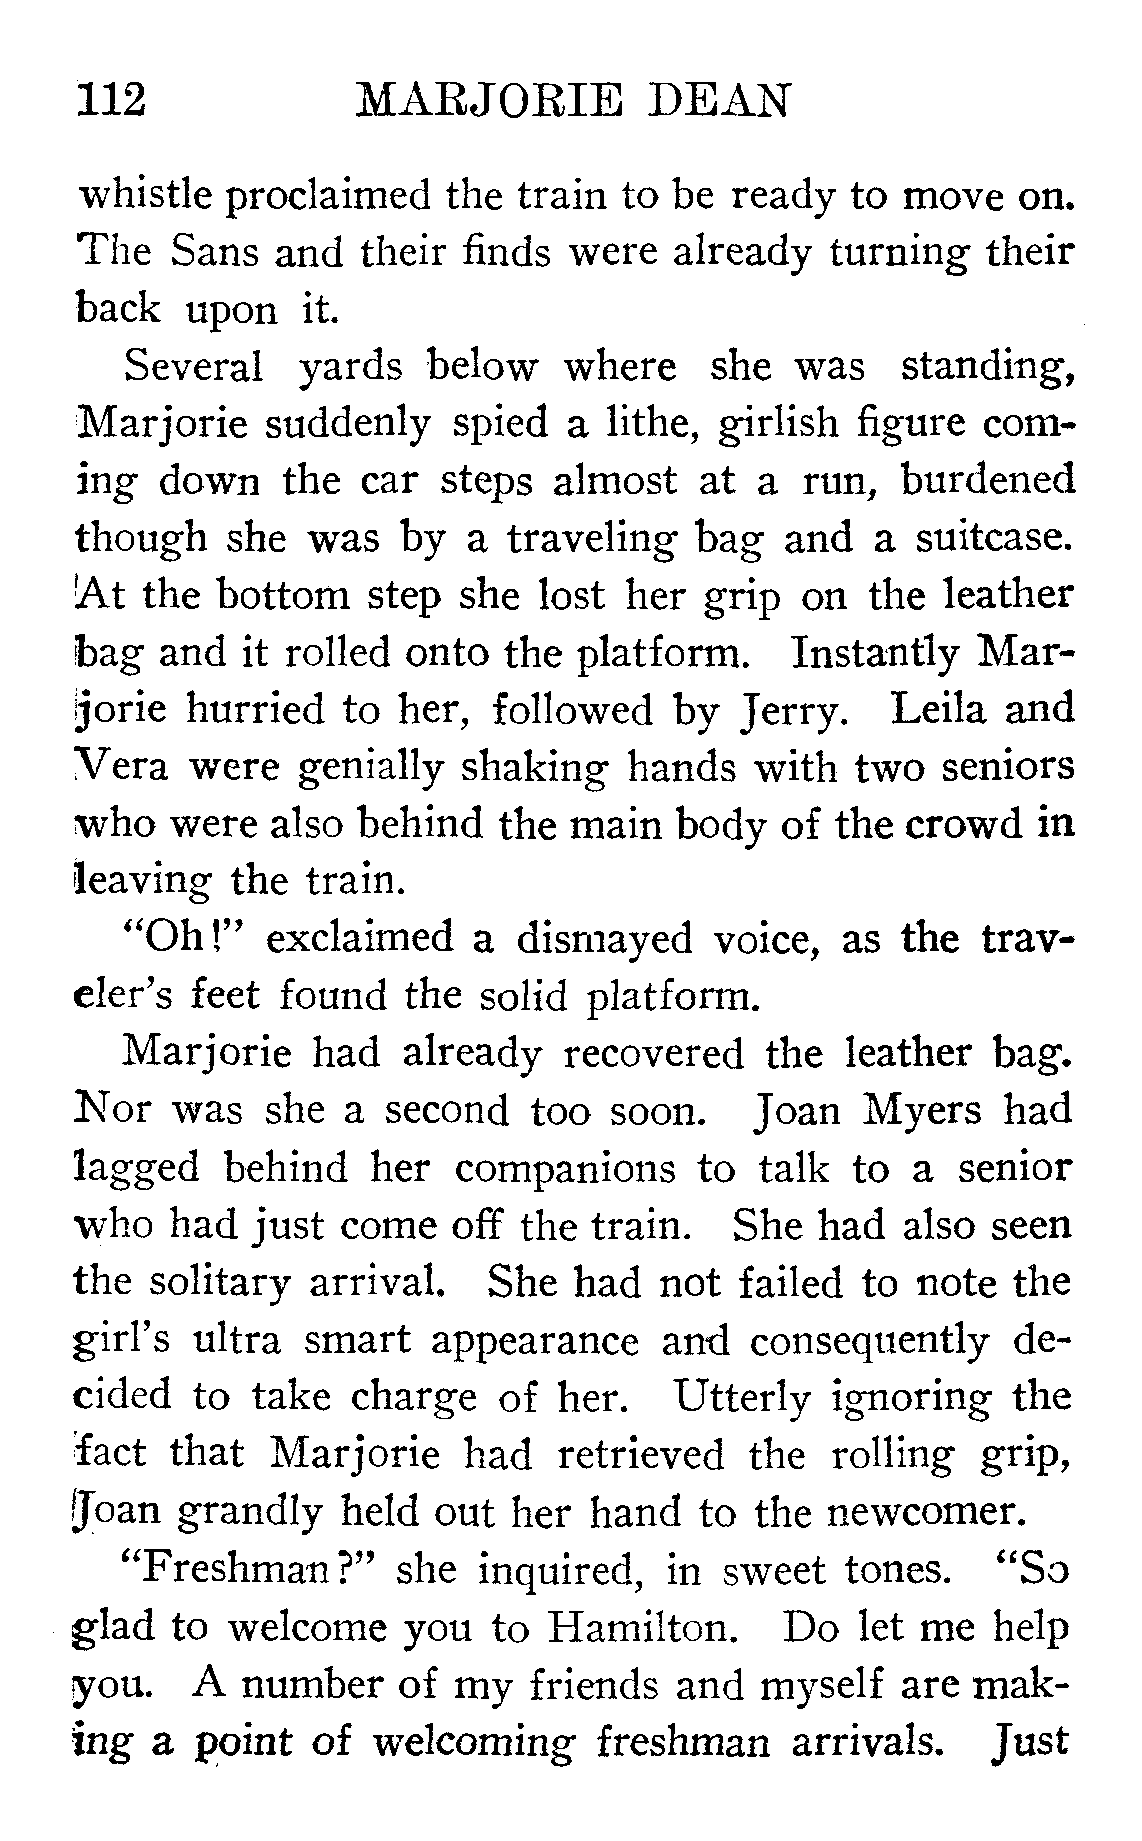 112 MARJORIE DEAN
whistle proclaimed the train to be ready to move on.
The Sans and their finds were already turning their
back upon it.
Several yards below where she was standing,
Marjorie suddenly spied a lithe, girlish figure com-
ing down the car steps almost at a run, burdened
though she was by a traveling bag and a suitcase.
At the bottom step she lost her grip on the leather
bag and it rolled onto the platform. Instantly Mar-
jorie hurried to her, followed by Jerry. Leila and
Vera were genially shaking hands with two seniors
who were also behind the main body of the crowd in
leaving the train.
"Oh!" exclaimed a dismayed voice, as the trav-
eler's feet found the solid platform.
Marjorie had already recovered the leather bag.
Nor was she a second too soon. Joan Myers had
lagged behind her companions to talk to a senior
who had just come off the train. She had also seen
the solitary arrival. She had not failed to note the
girl's ultra smart appearance and consequently de-
cided to take charge of her. Utterly ignoring the
fact that Marjorie had retrieved the rolling grip,
Joan grandly held out her hand to the newcomer.
"Freshman?" she inquired, in sweet tones. "So
glad to welcome you to Hamilton. Do let me help
you. A number of my friends and myself are mak-
ing a point of welcoming freshman arrivals. Just